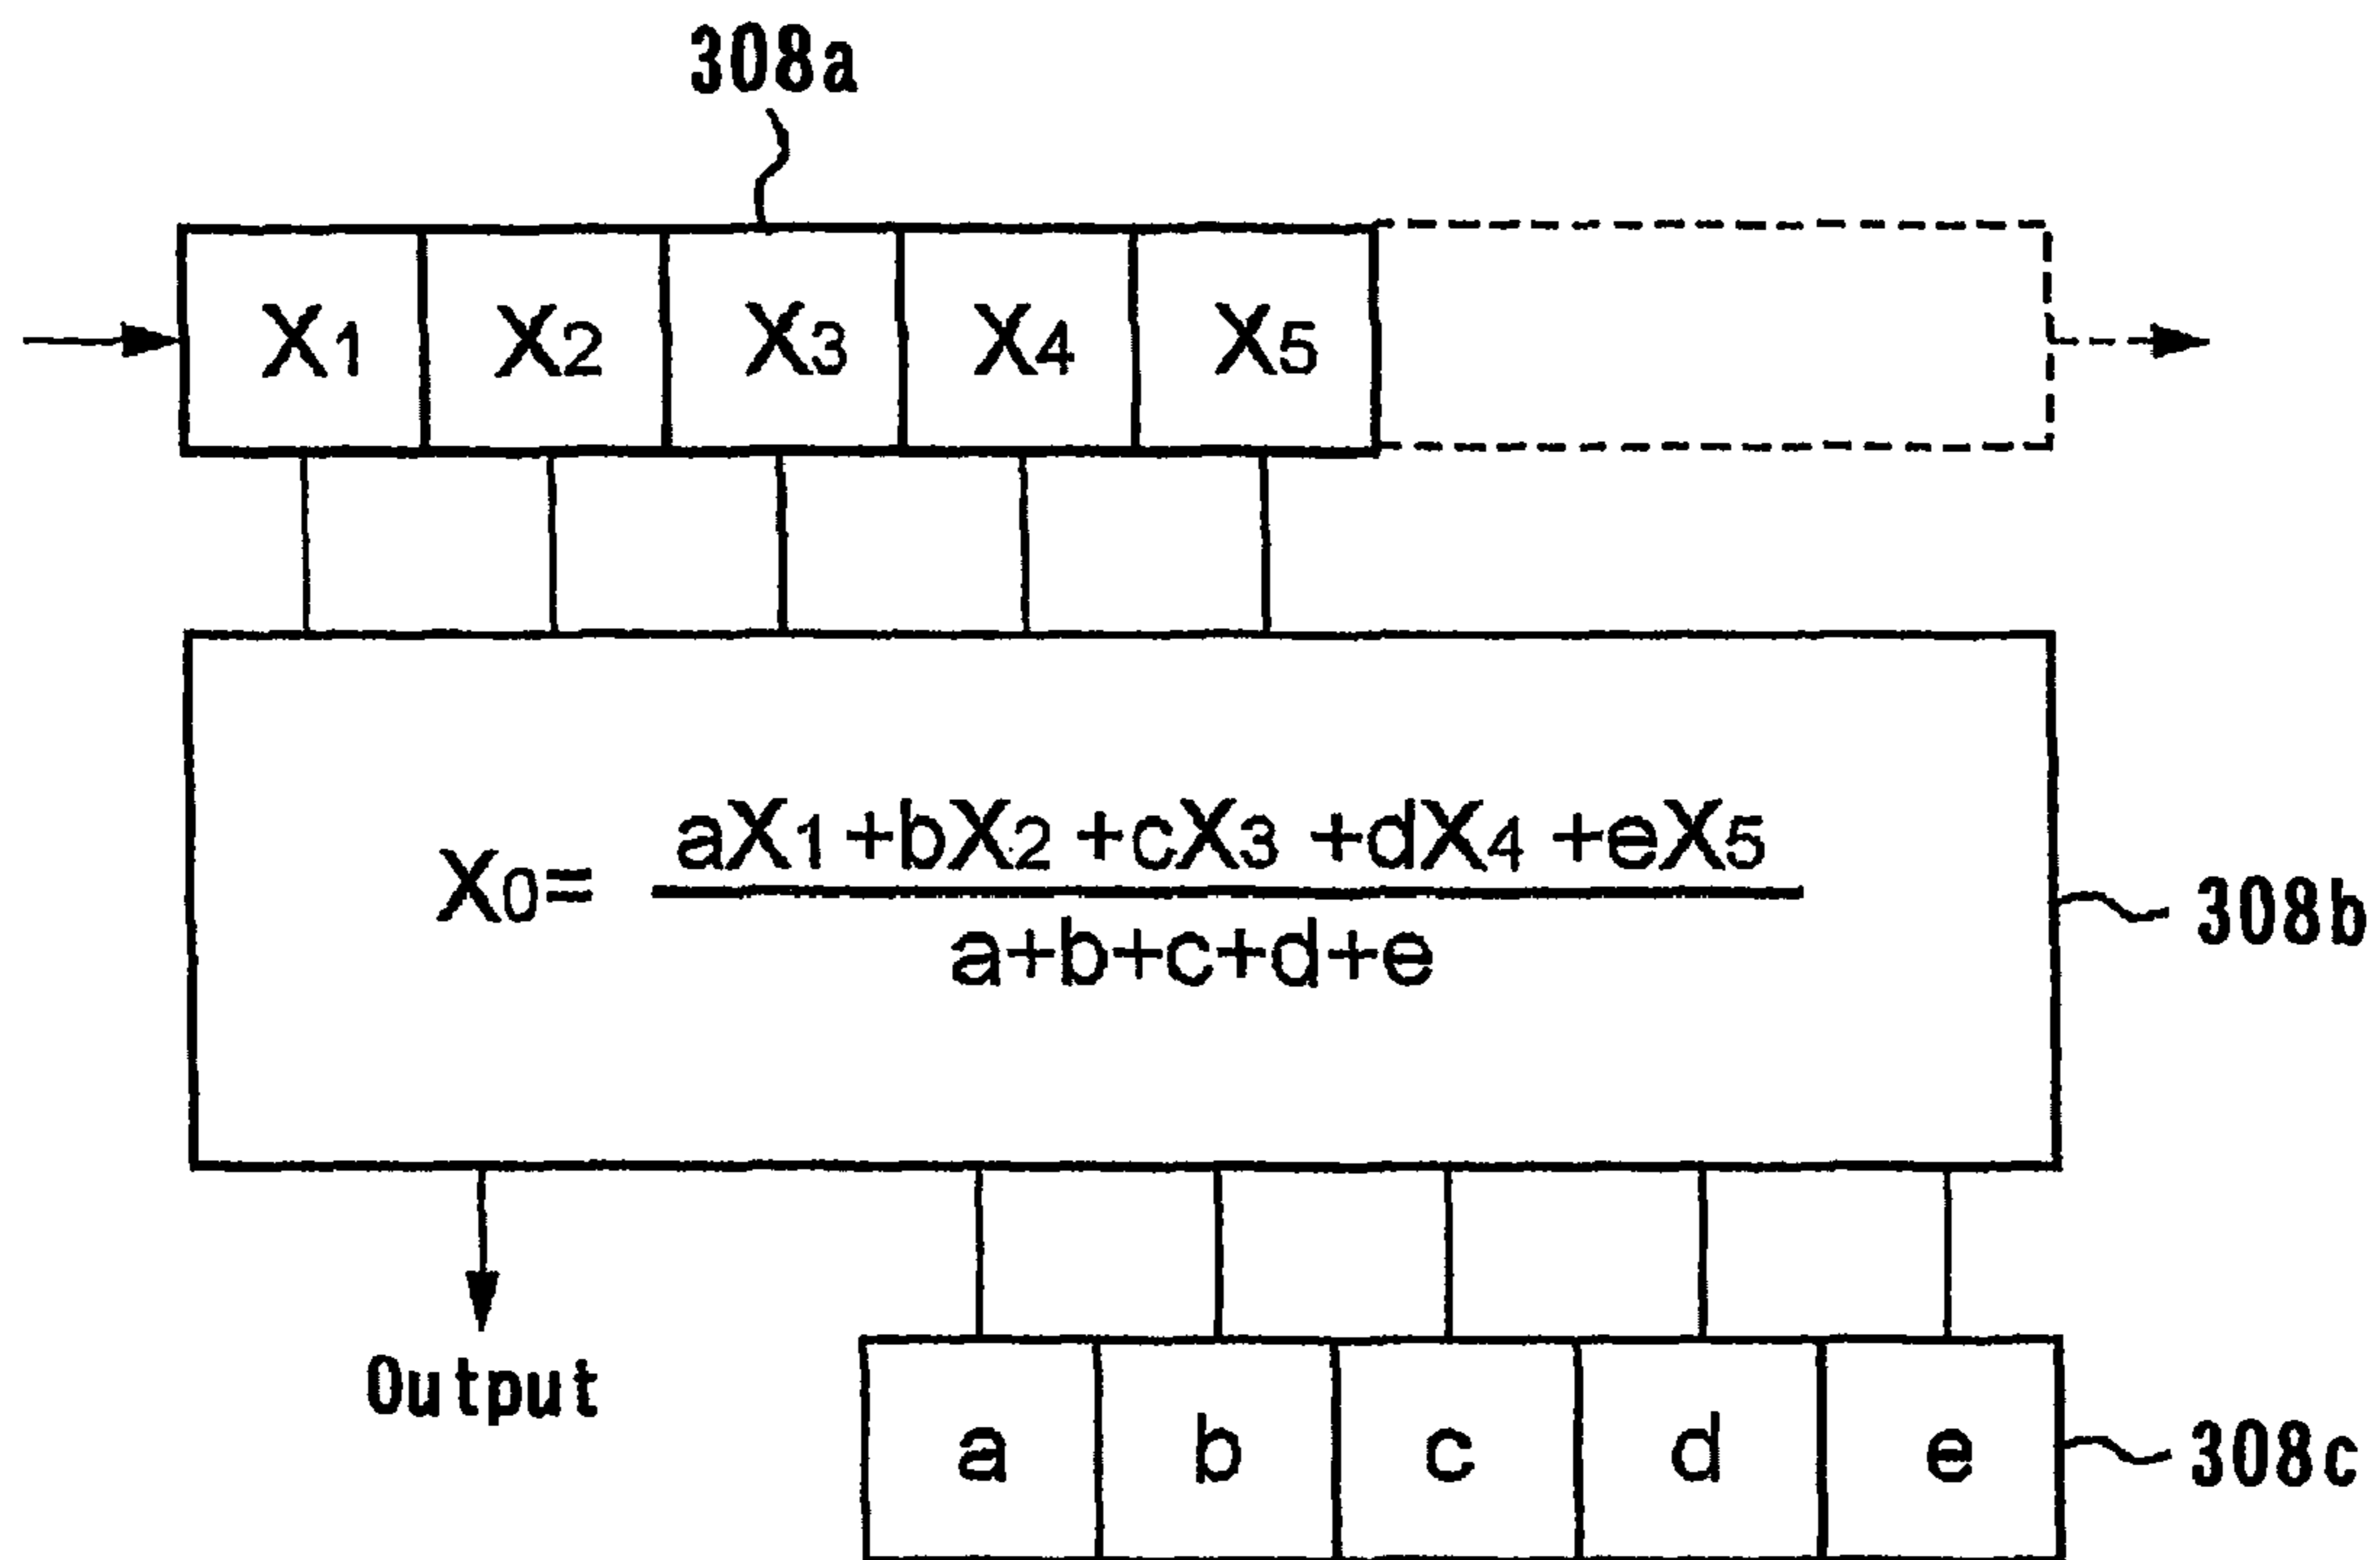 308a
X1 X2 X3 X4 X5
X0= aX1+bX2+cX3+dX4+eX5
a+b+c+d+e
308b
Output
a b c d e
308c